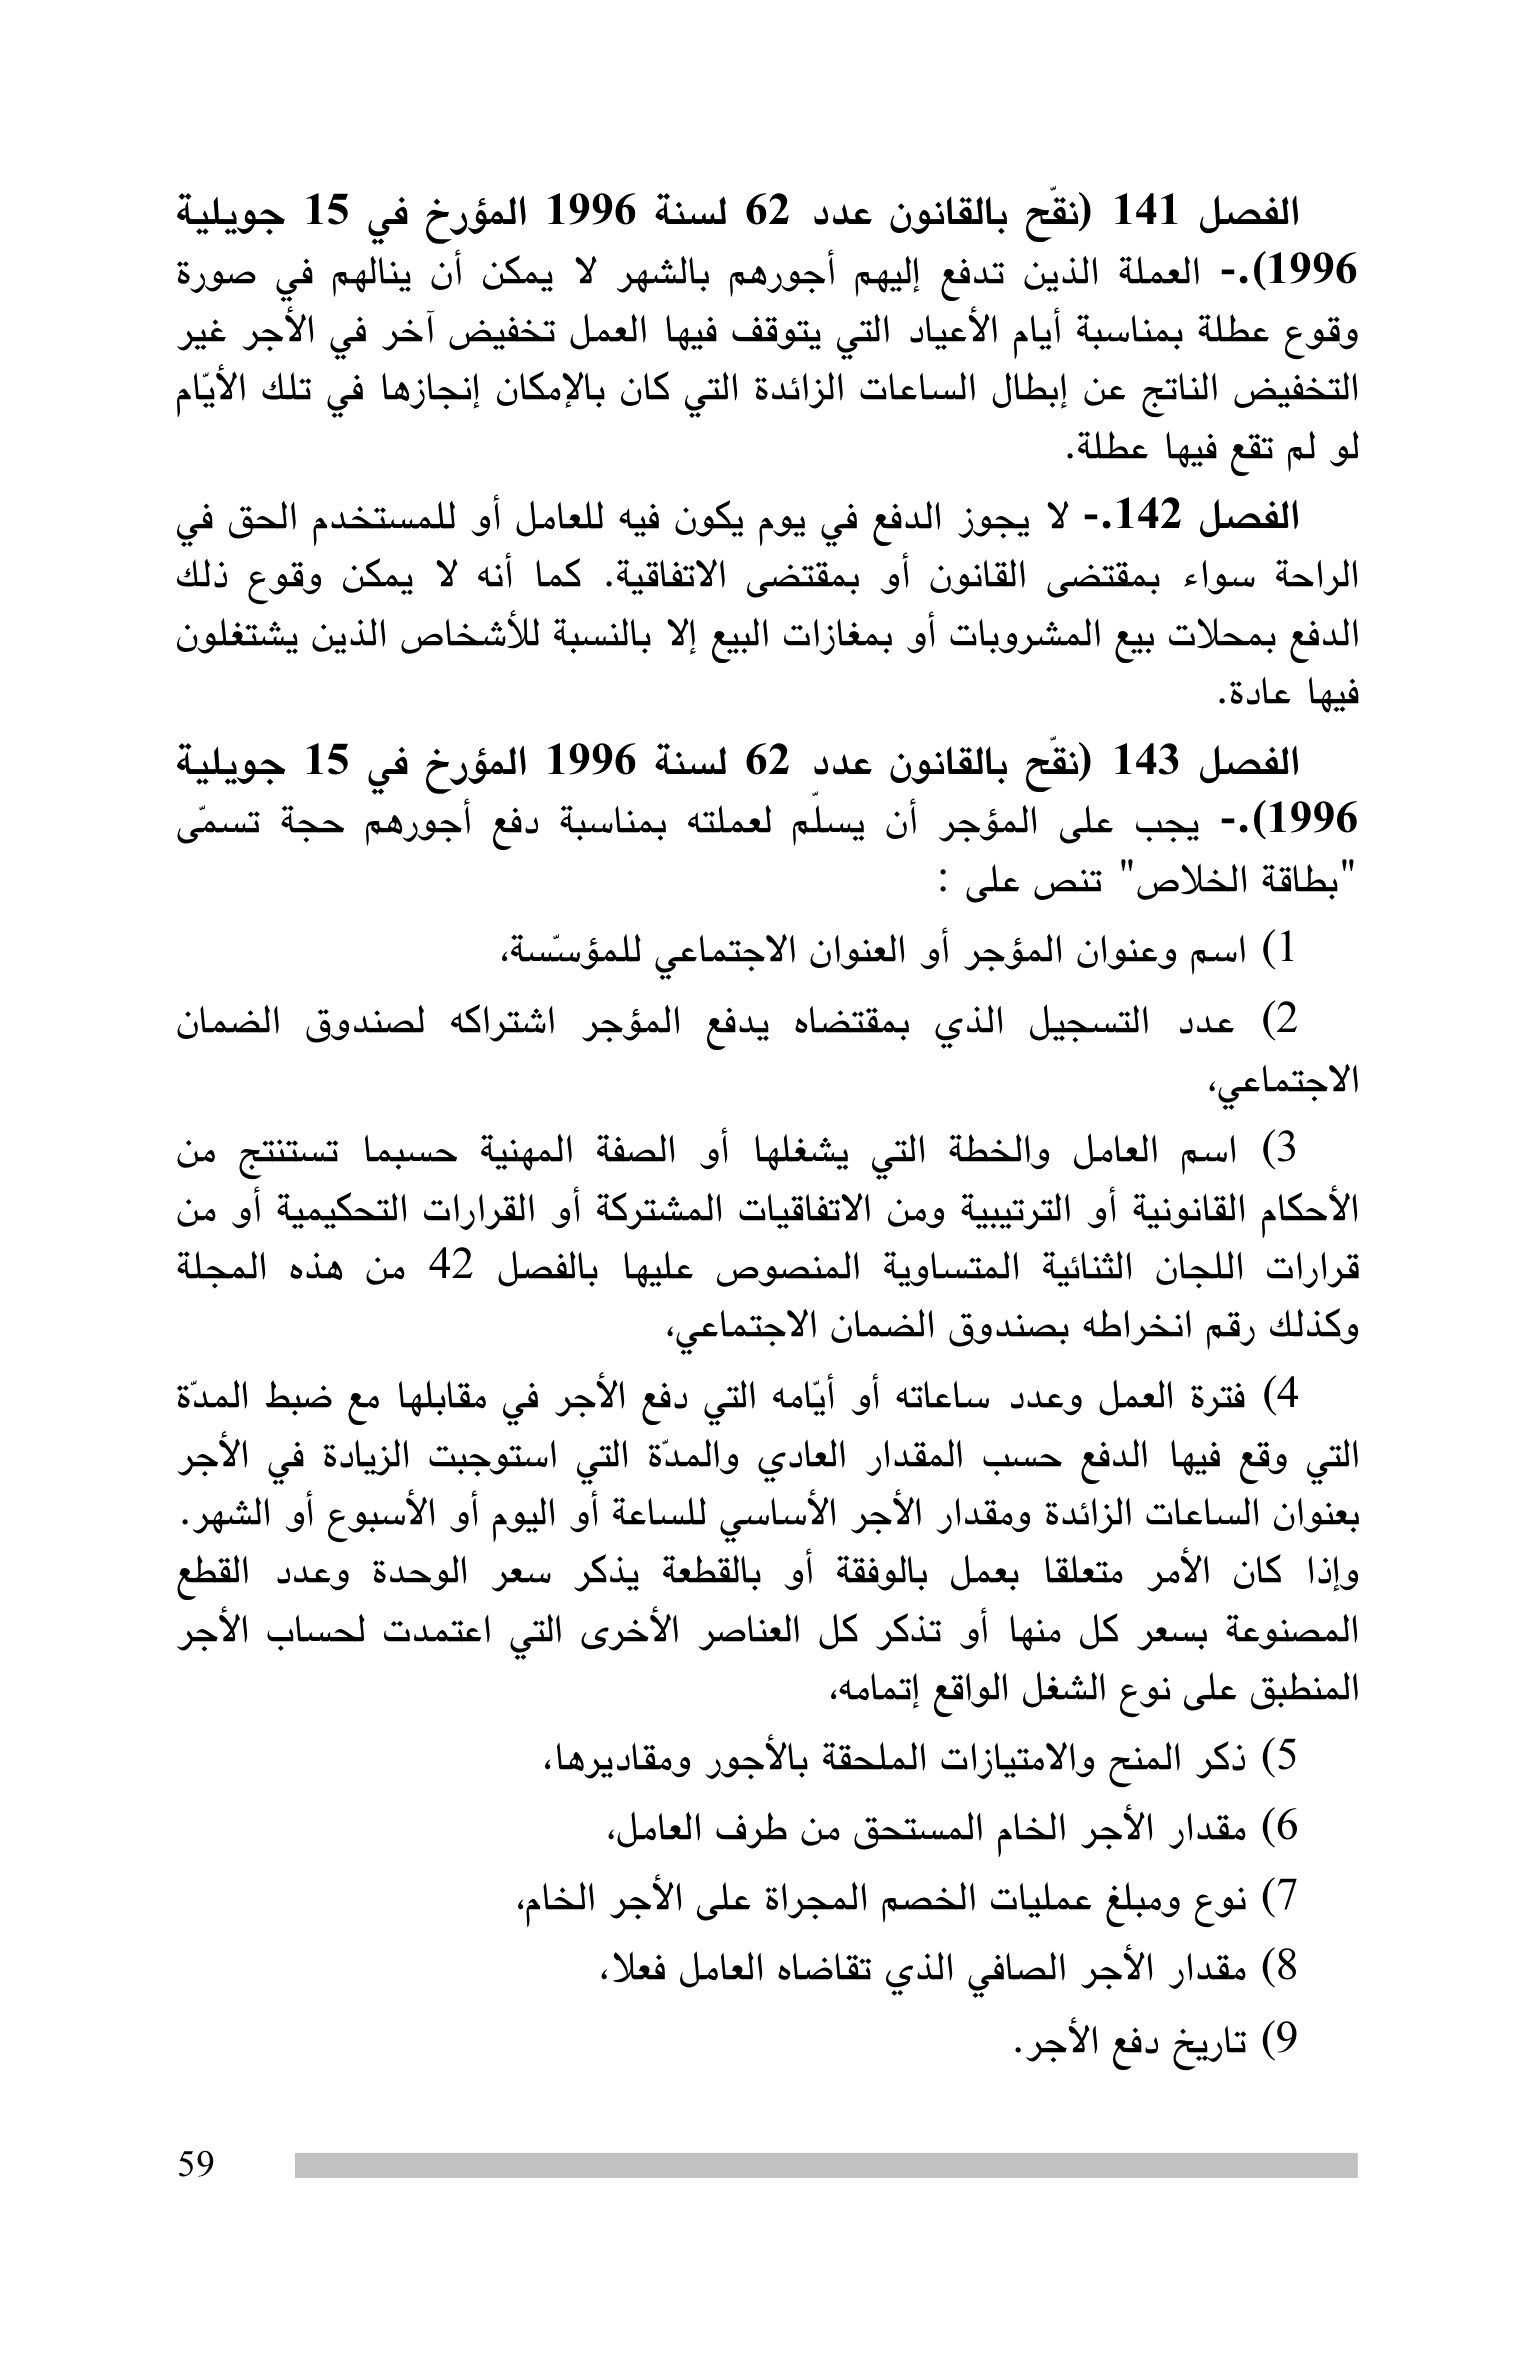 الفصل 141 (نقّح بالقانون عدد 62 لسنة 1996 المؤرخ في 15 جويلية
1996).- العملة الذين تدفع إليهم أجورهم بالشهر لا يمكن أن ينالهم في صورة
وقوع عطلة بمناسبة أيام الأعياد التي يتوقف فيها العمل تخفيض آخر في الأجر غير
التخفيض الناتج عن إبطال الساعات الزائدة التي كان بالإمكان إنجازها في تلك الأيّام
لو لم تقع فيها عطلة.
الفصل 142.- لا يجوز الدفع في يوم يكون فيه للعامل أو للمستخدم الحق في
الراحة سواء بمقتضى القانون أو بمقتضى الاتفاقية. كما أنه لا يمكن وقوع ذلك
الدفع بمحلات بيع المشروبات أو بمغازات البيع إلا بالنسبة للأشخاص الذين يشتغلون
فيها عادة.
الفصل 143 (نقّح بالقانون عدد 62 لسنة 1996 المؤرخ في 15 جويلية
1996).- يجب على المؤجر أن يسلّم لعملته بمناسبة دفع أجورهم حجة تسمّى
"بطاقة الخلاص" تنص على :
1) اسم وعنوان المؤجر أو العنوان الاجتماعي للمؤسّسة،
2) عدد التسجيل الذي بمقتضاه يدفع المؤجر اشتراكه لصندوق الضمان
الاجتماعي،
3) اسم العامل والخطة التي يشغلها أو الصفة المهنية حسبما تستنتج من
الأحكام القانونية أو الترتيبية ومن الاتفاقيات المشتركة أو القرارات التحكيمية أو من
قرارات اللجان الثنائية المتساوية المنصوص عليها بالفصل 42 من هذه المجلة
وكذلك رقم انخراطه بصندوق الضمان الاجتماعي،
4) فترة العمل وعدد ساعاته أو أيّامه التي دفع الأجر في مقابلها مع ضبط المدّة
التي وقع فيها الدفع حسب المقدار العادي والمدّة التي استوجبت الزيادة في الأجر
بعنوان الساعات الزائدة ومقدار الأجر الأساسي للساعة أو اليوم أو الأسبوع أو الشهر.
وإذا كان الأمر متعلقا بعمل بالوفقة أو بالقطعة يذكر سعر الوحدة وعدد القطع
المصنوعة بسعر كل منها أو تذكر كل العناصر الأخرى التي اعتمدت لحساب الأجر
المنطبق على نوع الشغل الواقع إتمامه،
5) ذكر المنح والامتيازات الملحقة بالأجور ومقاديرها،
6) مقدار الأجر الخام المستحق من طرف العامل،
7) نوع ومبلغ عمليات الخصم المجراة على الأجر الخام،
8) مقدار الأجر الصافي الذي تقاضاه العامل فعلا،
9) تاريخ دفع الأجر.
59